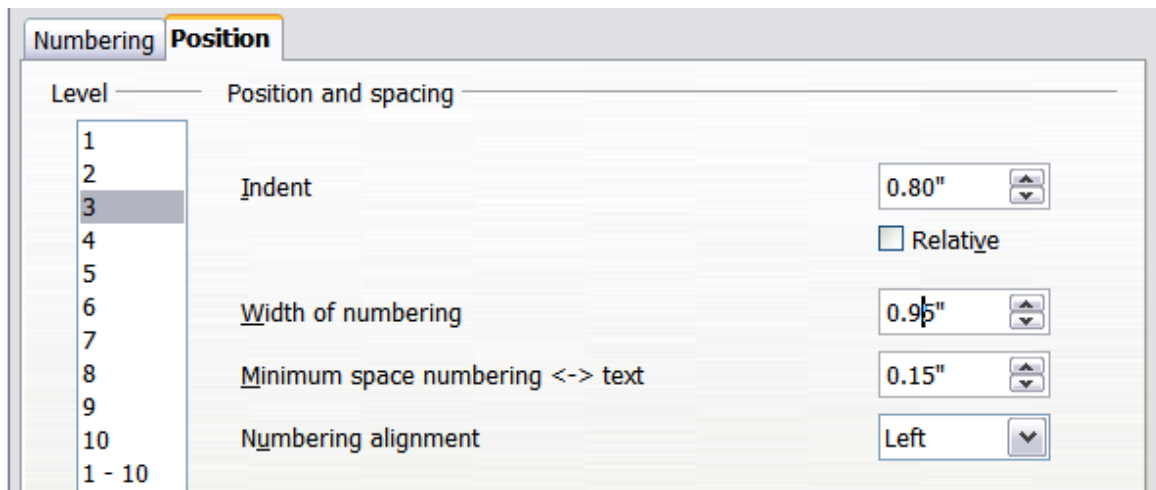 Numbering Position
Level Position and spacing
1
2
3
4
5
6
7
8
9
10
1 - 10
Indent 0.80"
Relative
Width of numbering 0.95"
Minimum space numbering <-> text 0.15"
Numbering alignment Left